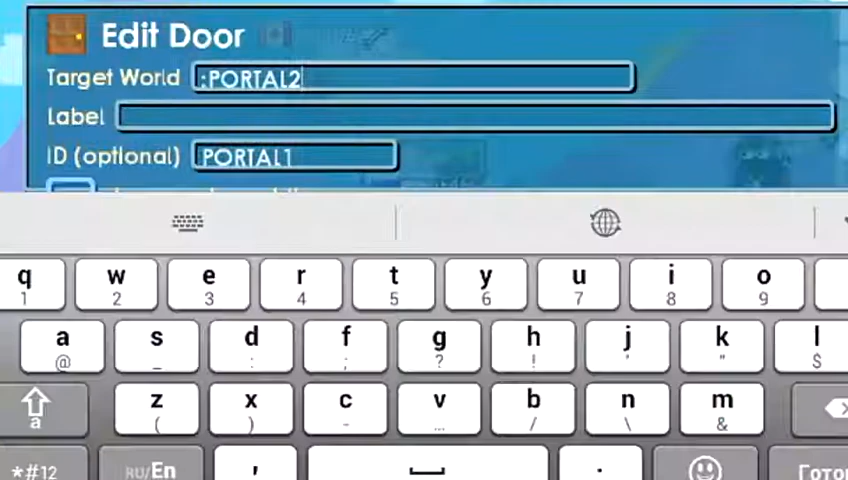 Edit Door
Target World :PORTAL2
Label
ID (optional) PORTAL1
q w e r t y u i o
1 2 3 4 5 6 7 8 9
a s d f g h j k l
@ _ : ; ? ! ' " $
a z x c v b n m
( ) - ... / \ &
*#12 RU/En , . Гото